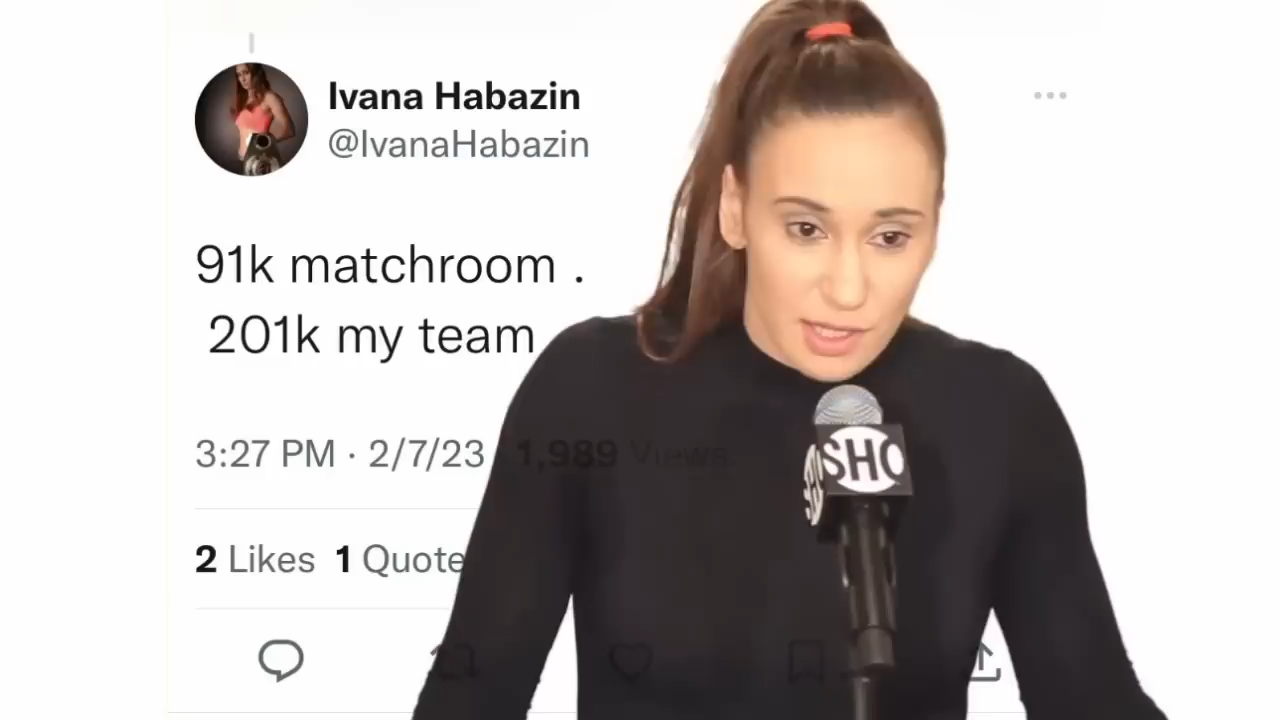 Ivana Habazin
@IvanaHabazin
91k matchroom .
201k my team
3:27 PM · 2/7/23 1,989 Views
2 Likes 1 Quote
SHO